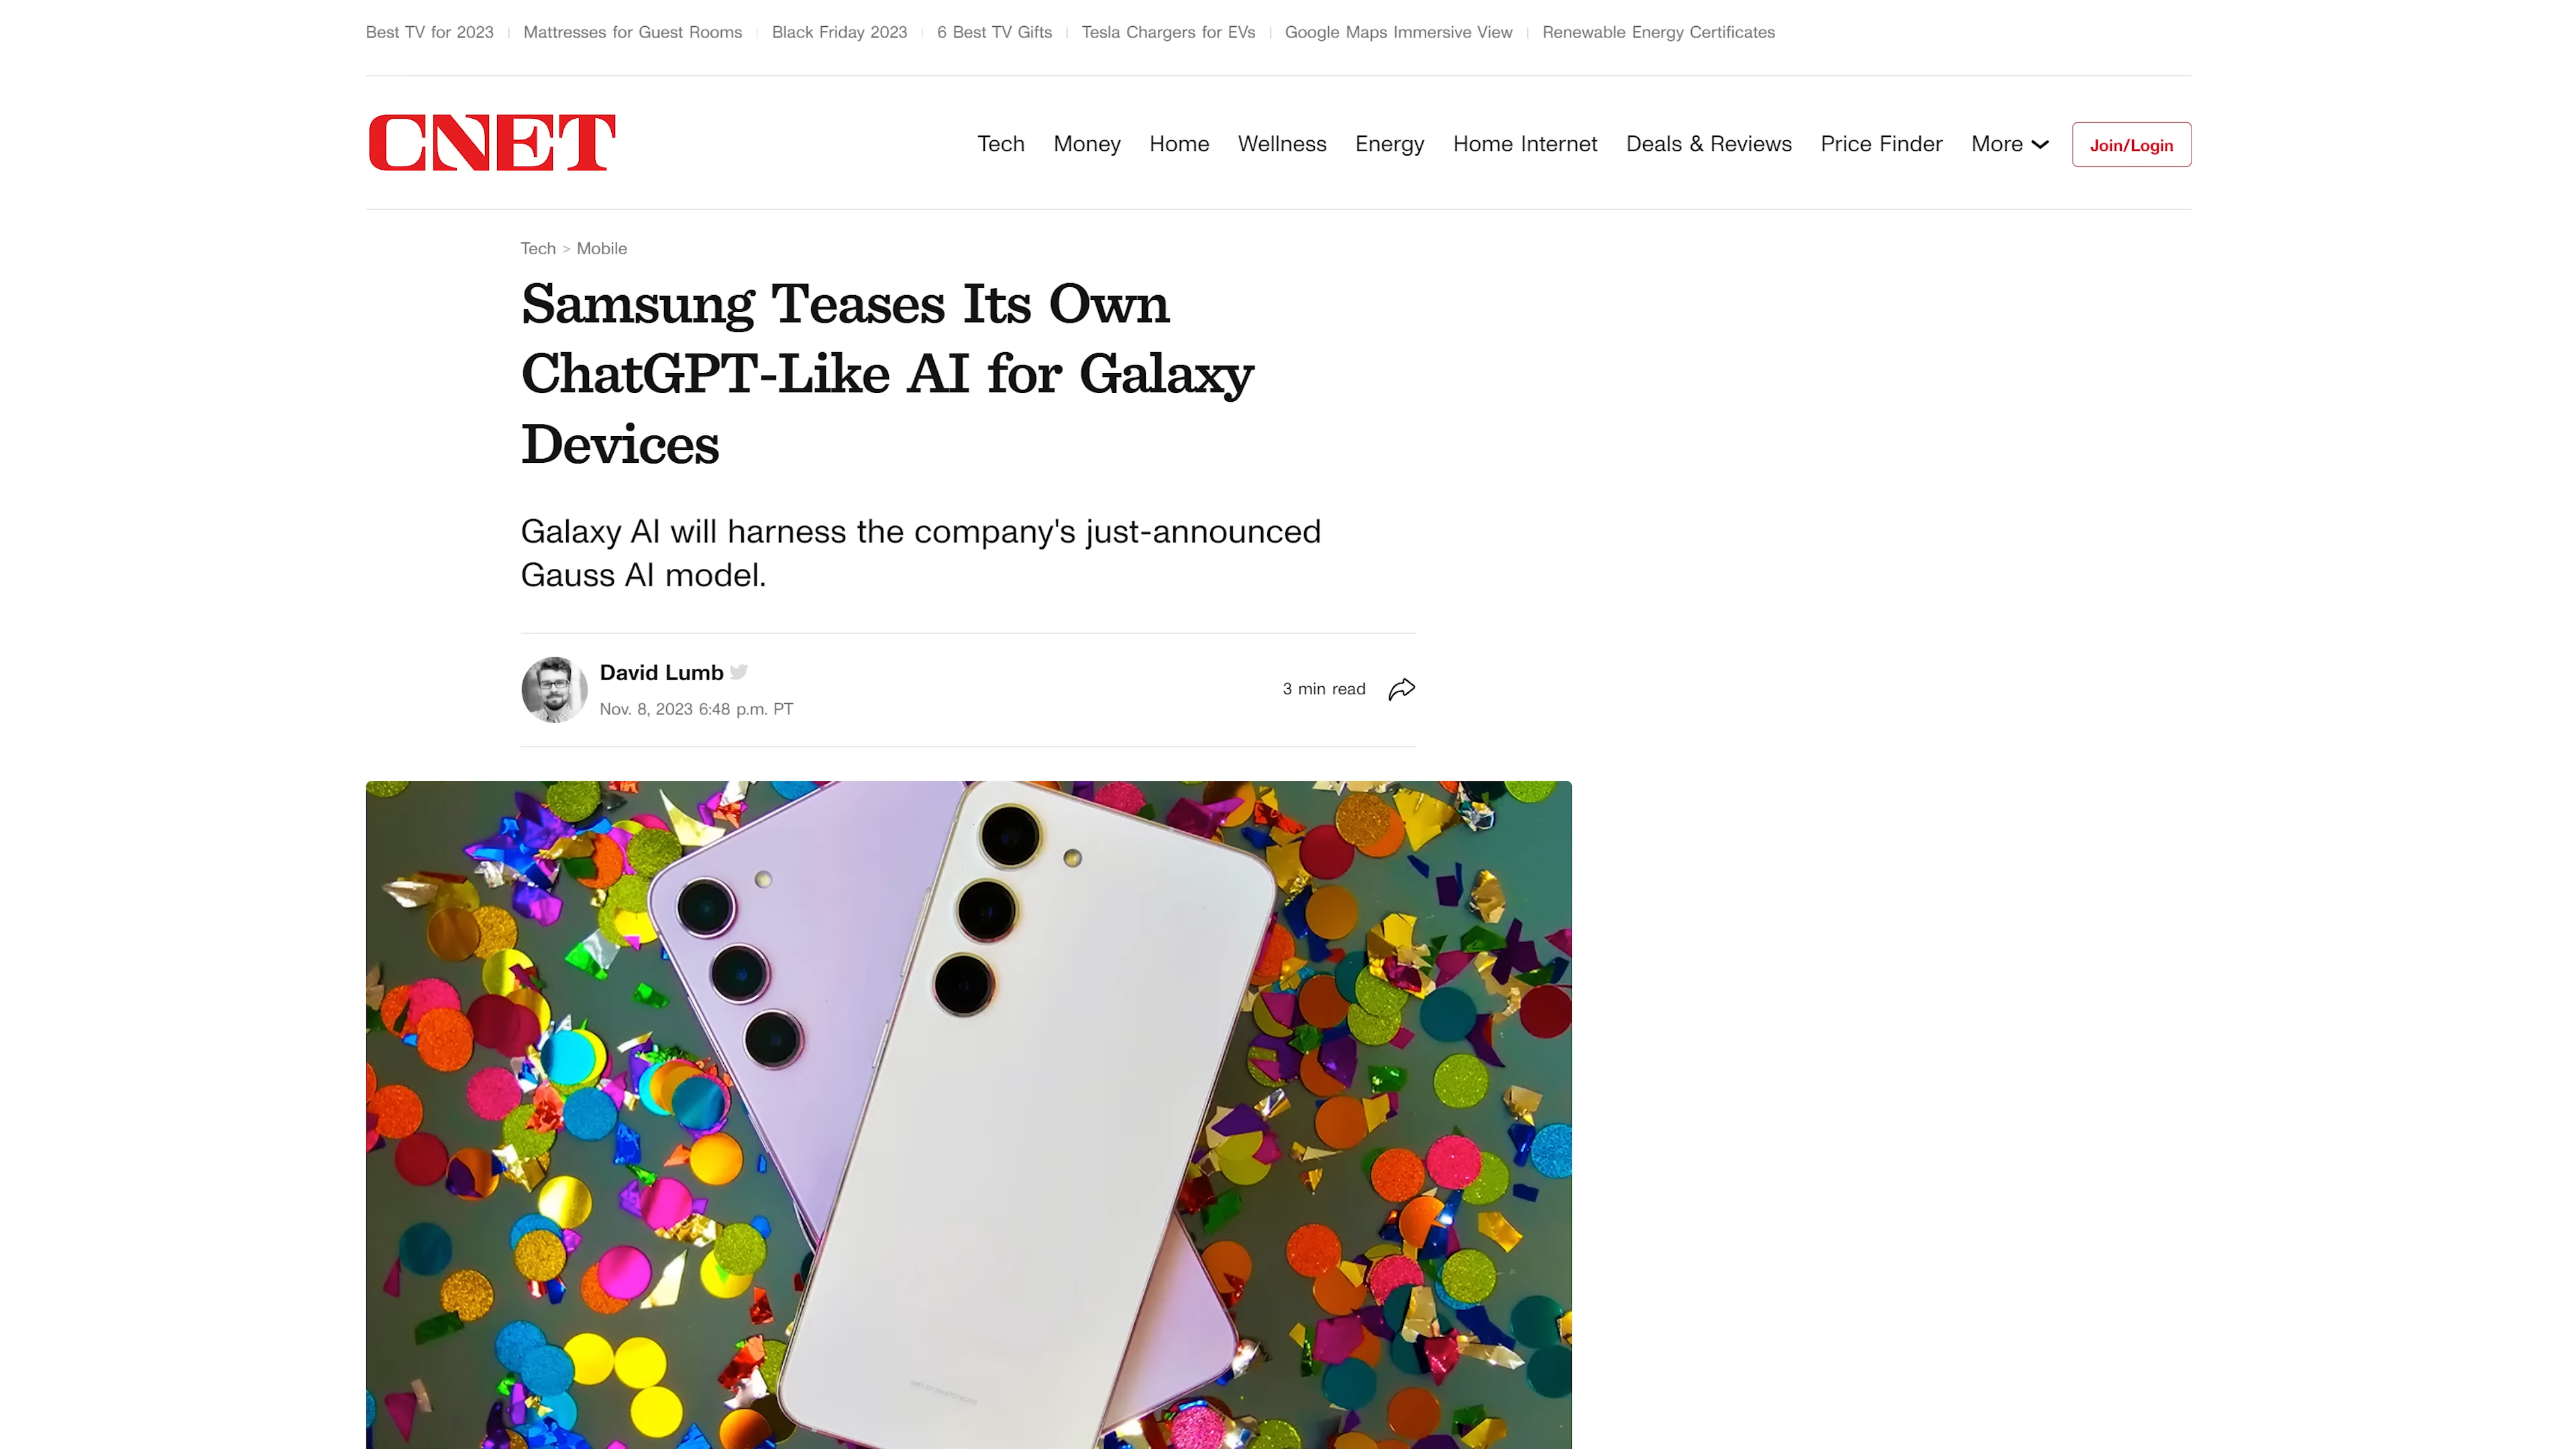 Best TV for 2023 | Mattresses for Guest Rooms | Black Friday 2023 | 6 Best TV Gifts | Tesla Chargers for EVs | Google Maps Immersive View | Renewable Energy Certificates
CNET
Tech Money Home Wellness Energy Home Internet Deals & Reviews Price Finder More Join/Login
Tech > Mobile
Samsung Teases Its Own
ChatGPT-Like AI for Galaxy
Devices
Galaxy AI will harness the company's just-announced
Gauss AI model.
David Lumb
Nov. 8, 2023 6:48 p.m. PT
3 min read